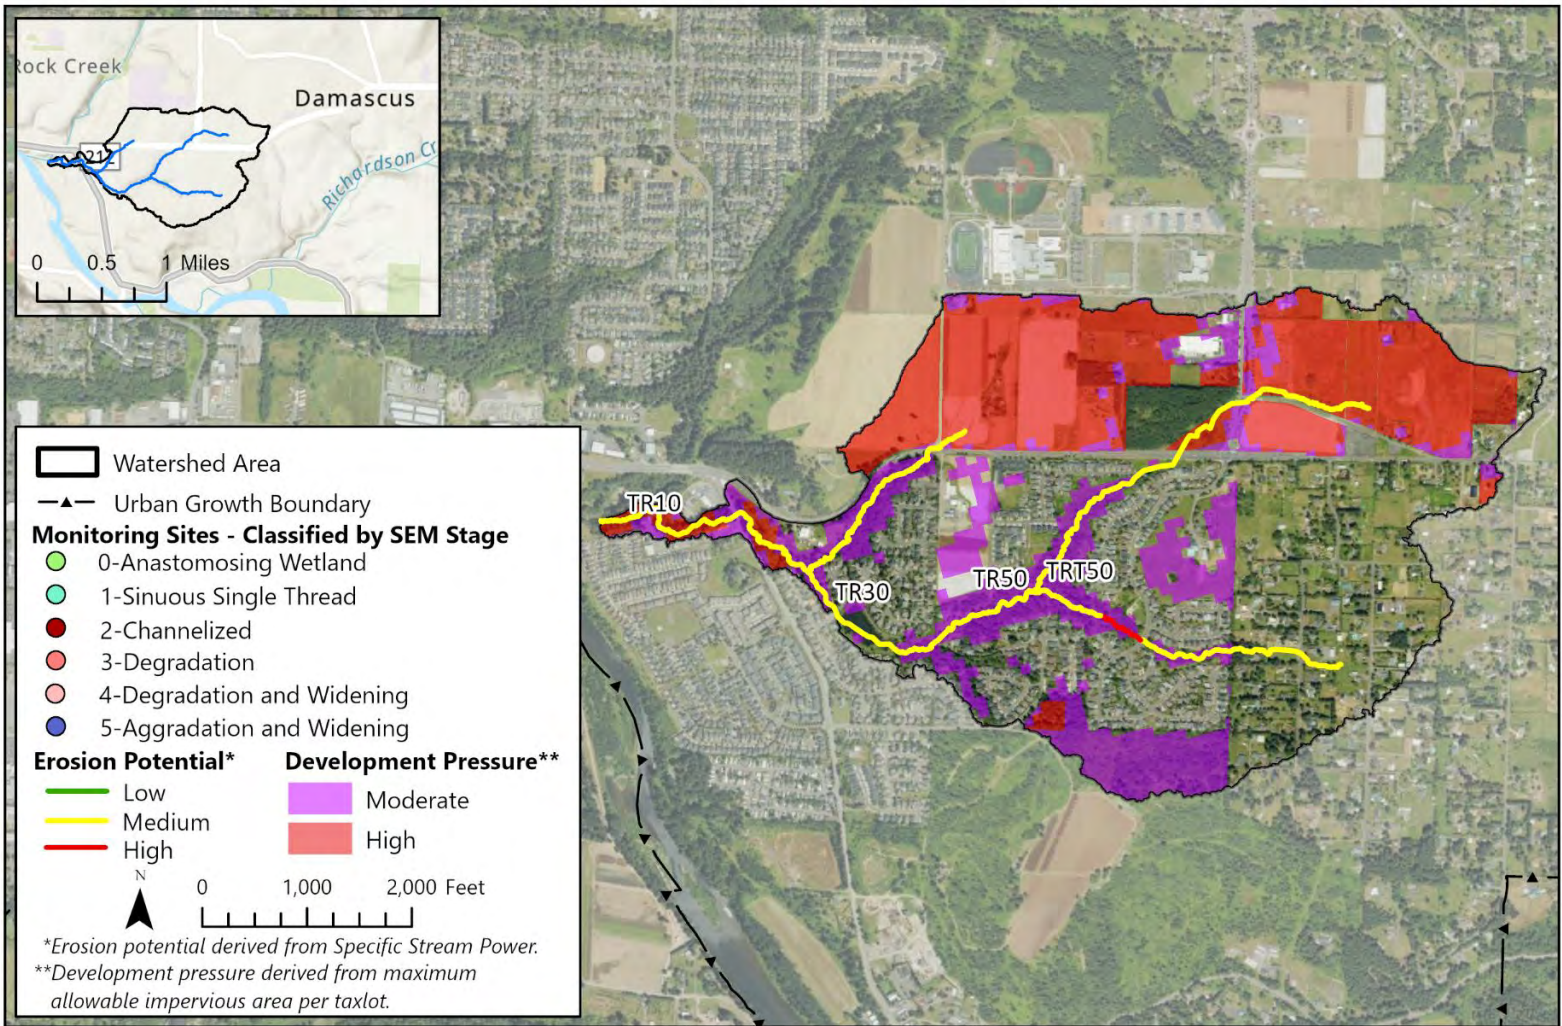 Rock Creek
Damascus
212
Richardson Cr
0 0.5 1 Miles
Watershed Area
Urban Growth Boundary
Monitoring Sites - Classified by SEM Stage
0-Anastomosing Wetland
1-Sinuous Single Thread
2-Channelized
3-Degradation
4-Degradation and Widening
5-Aggradation and Widening
Erosion Potential*
Low
Medium
High
Development Pressure**
Moderate
High
N
0 1,000 2,000 Feet
*Erosion potential derived from Specific Stream Power.
**Development pressure derived from maximum
allowable impervious area per taxlot.
TR10
TR30
TR50
TRT50